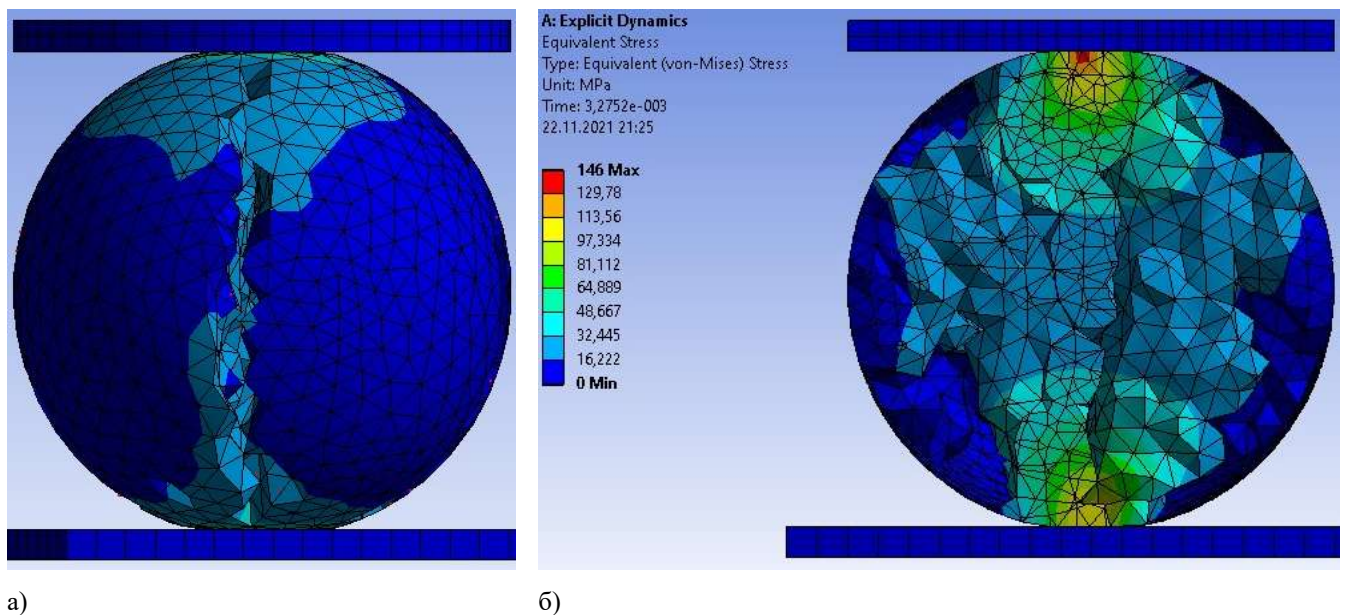 A: Explicit Dynamics
Equivalent Stress
Type: Equivalent (von-Mises) Stress
Unit: MPa
Time: 3,2752e-003
22.11.2021 21:25
146 Max
129,78
113,56
97,334
81,112
64,889
48,667
32,445
16,222
0 Min
а)
б)